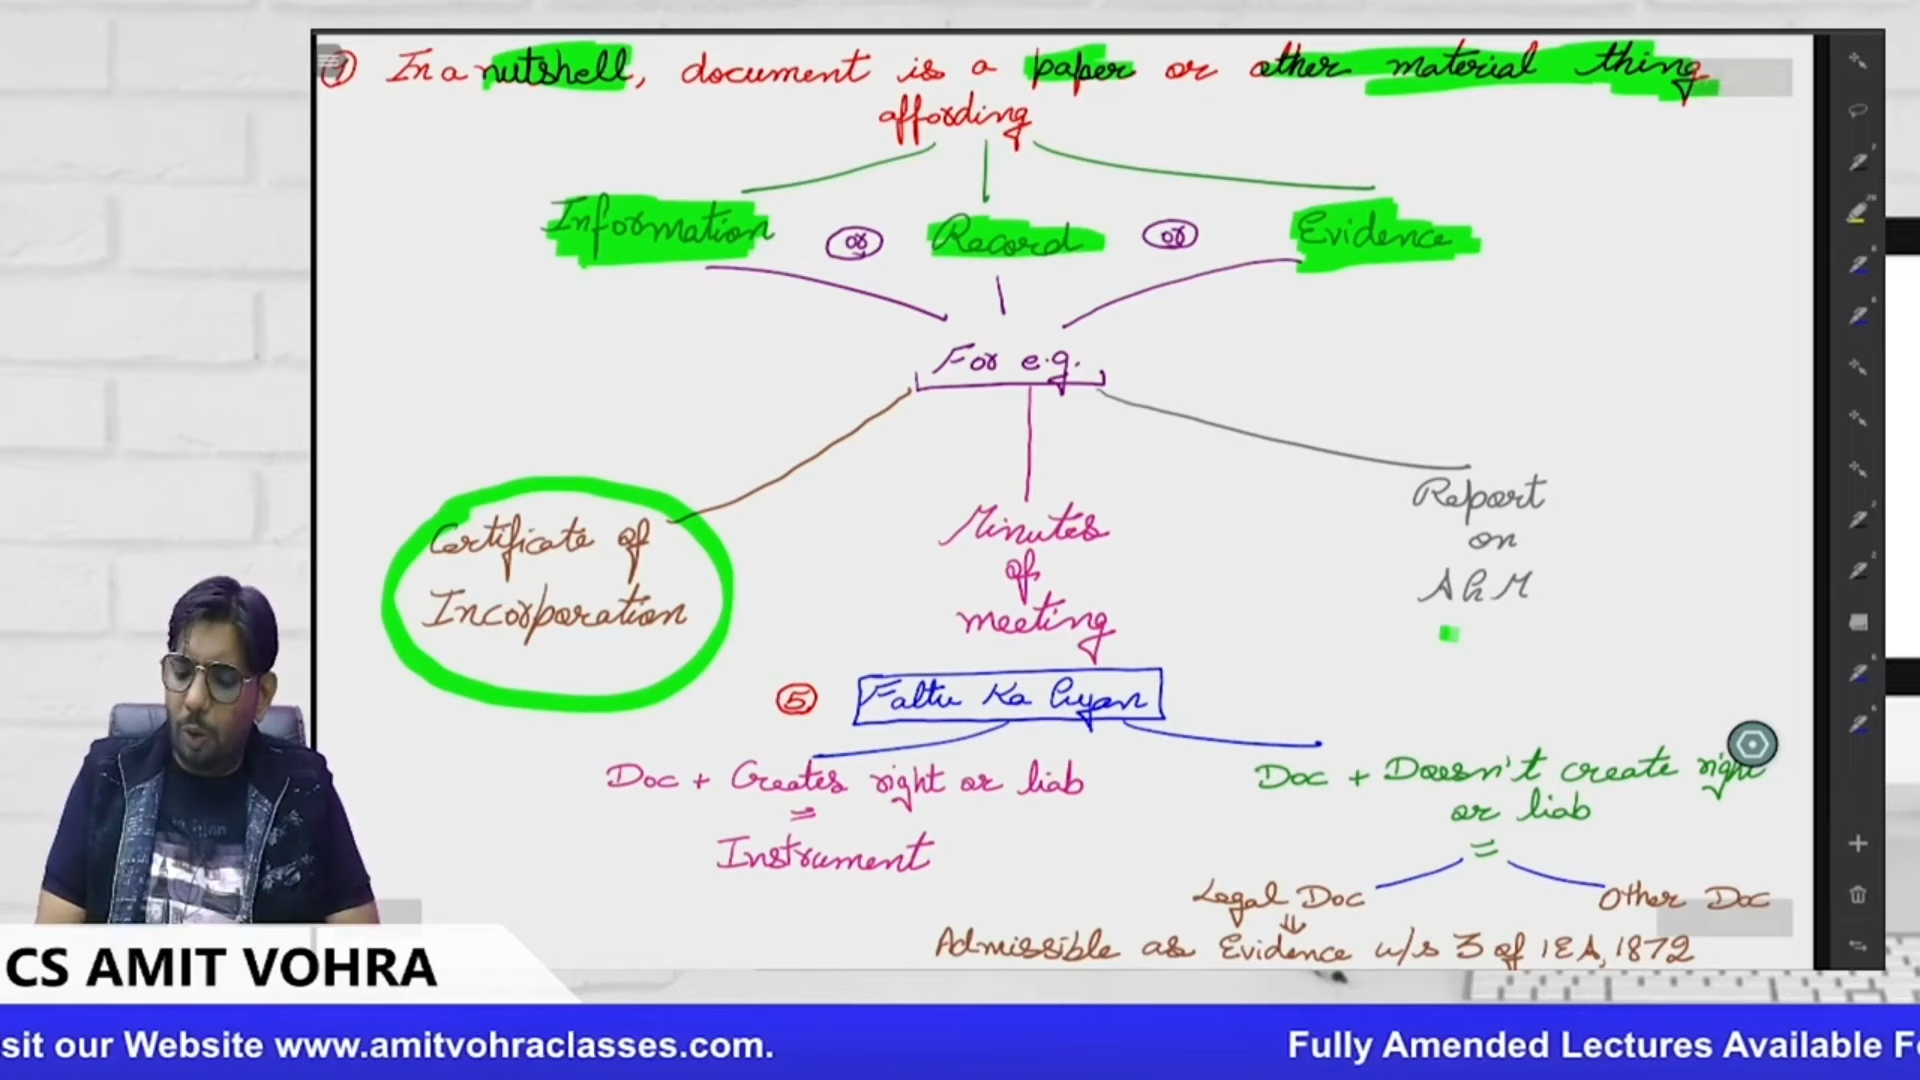 ① In a nutshell, document is a paper or other material thing
affording
Information or Record or Evidence
For e.g.
Certificate of
Incorporation
Minutes
of
meeting
Report
on
AGM
⑤ Faltu Ka Gyan
Doc + Creates right or liab
=
Instrument
Doc + Doesn't create right
or liab
=
Legal Doc
Other Doc
⇓
Admissible as Evidence u/s 3 of IEA, 1872
CS AMIT VOHRA
sit our Website www.amitvohraclasses.com.
Fully Amended Lectures Available F